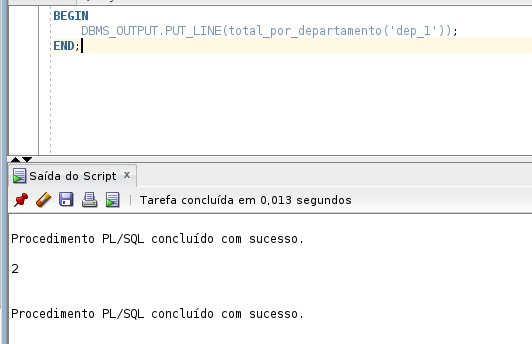 BEGIN
DBMS_OUTPUT.PUT_LINE(total_por_departamento('dep_1'));
END;
Saída do Script x
Tarefa concluída em 0,013 segundos
Procedimento PL/SQL concluído com sucesso.
2
Procedimento PL/SQL concluído com sucesso.